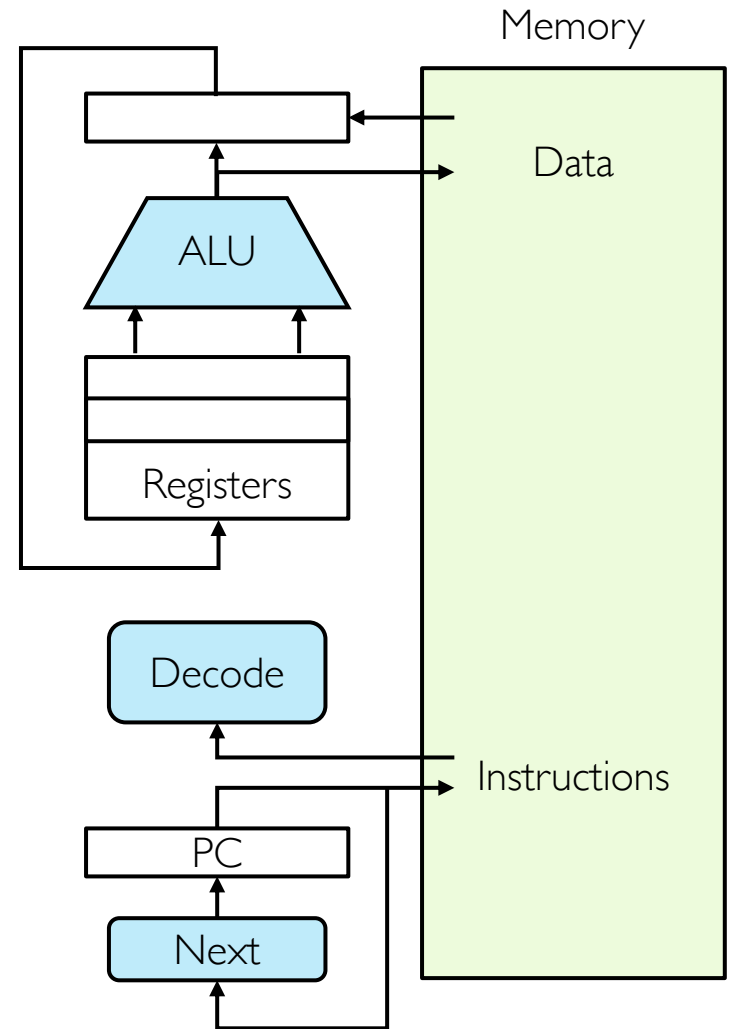 Memory
Data
ALU
Registers
Decode
Instructions
PC
Next